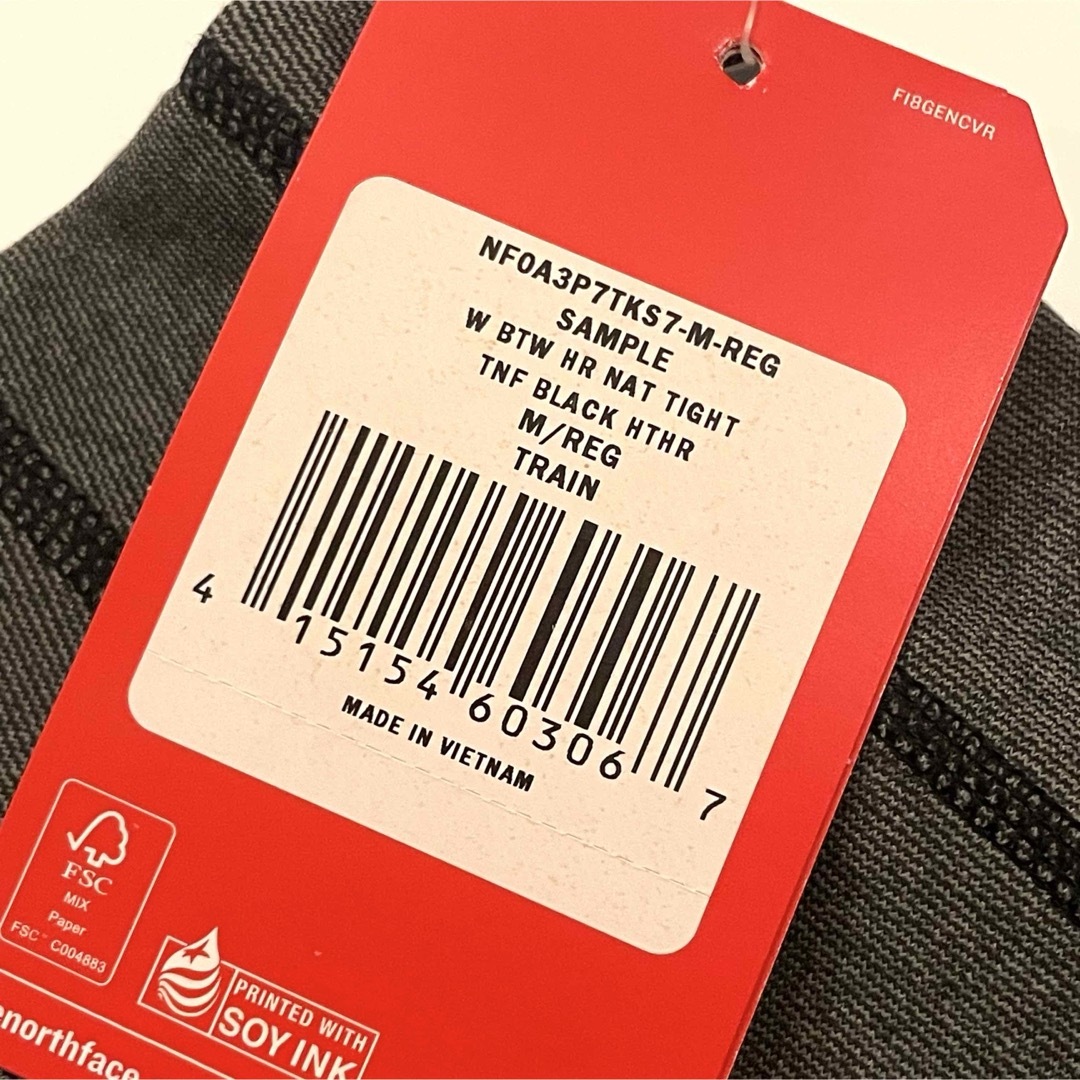 FI8GENCVR
NF0A3P7TKS7-M-REG
SAMPLE
W BTW HR NAT TIGHT
TNF BLACK HTHR
M/REG
TRAIN
4 15154 60306 7
MADE IN VIETNAM
FSC
MIX
Paper
FSC™ C004883
PRINTED WITH
SOY INK
enorthface